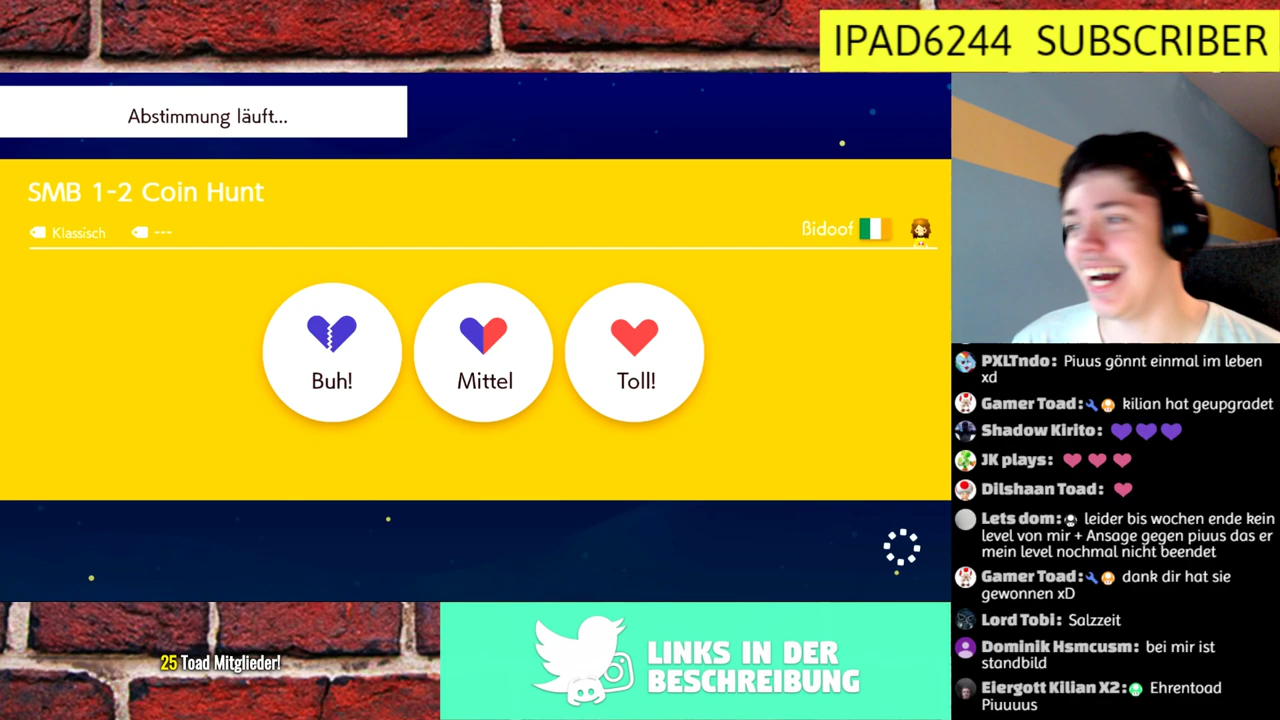 IPAD6244 SUBSCRIBER
Abstimmung läuft...
SMB 1-2 Coin Hunt
Klassisch
---
ßidoof
Buh!
Mittel
Toll!
PXLTndo: Piuus gönnt einmal im leben
xd
Gamer Toad: kilian hat geupgradet
Shadow Kirito:
JK plays:
Dilshaan Toad:
Lets dom: leider bis wochen ende kein
level von mir + Ansage gegen piuus das er
mein level nochmal nicht beendet
Gamer Toad: dank dir hat sie
gewonnen xD
Lord Tobi: Salzzeit
Dominik Hsmcusm: bei mir ist
standbild
Eiergott Kilian X2: Ehrentoad
Piuuuus
25 Toad Mitglieder!
LINKS IN DER
BESCHREIBUNG